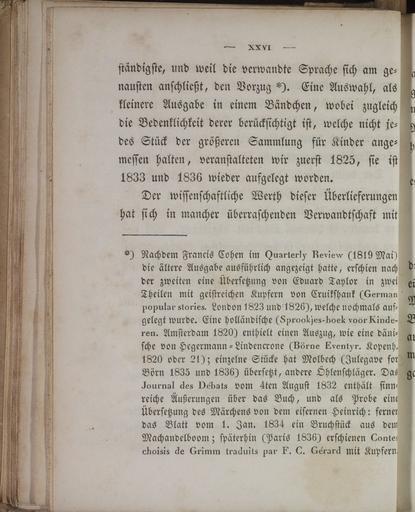 — XXVI —
ständigste, und weil die verwandte Sprache sich am ge-
nausten anschließt, den Vorzug *). Eine Auswahl, als
kleinere Ausgabe in einem Bändchen, wobei zugleich
die Bedenklichkeit derer berücksichtigt ist, welche nicht je-
des Stück der größeren Sammlung für Kinder ange-
messen halten, veranstalteten wir zuerst 1825, sie ist
1833 und 1836 wieder aufgelegt worden.
Der wissenschaftliche Werth dieser Überlieferungen
hat sich in mancher überraschenden Verwandtschaft mit
*) Nachdem Francis Cohen im Quarterly Review (1819 Mai)
die ältere Ausgabe ausführlich angezeigt hatte, erschien nach
der zweiten eine Übersetzung von Eduard Taylor in zwei
Theilen mit geistreichen Kupfern von Cruikshank (German
popular stories. London 1823 und 1826), welche nochmals auf-
gelegt wurde. Eine holländische (Sprookjes-hoek voor Kinde-
ren. Amsterdam 1820) enthielt einen Auszug, wie eine däni-
sche von Hegermann-Lindencrone (Börne Eventyr. Kopenh.
1820 oder 21); einzelne Stücke hat Molbech (Julegave for
Börn 1835 und 1836) übersetzt, andere Öhlenschläger. Das
Journal des Débats vom 4ten August 1832 enthält sinn-
reiche Äußerungen über das Buch, und als Probe eine
Übersetzung des Märchens von dem eisernen Heinrich: ferner
das Blatt vom 1. Jan. 1834 ein Bruchstück aus dem
Machandelboom; späterhin (Paris 1836) erschienen Contes
choisis de Grimm traduits par F. C. Gérard mit Kupfern.